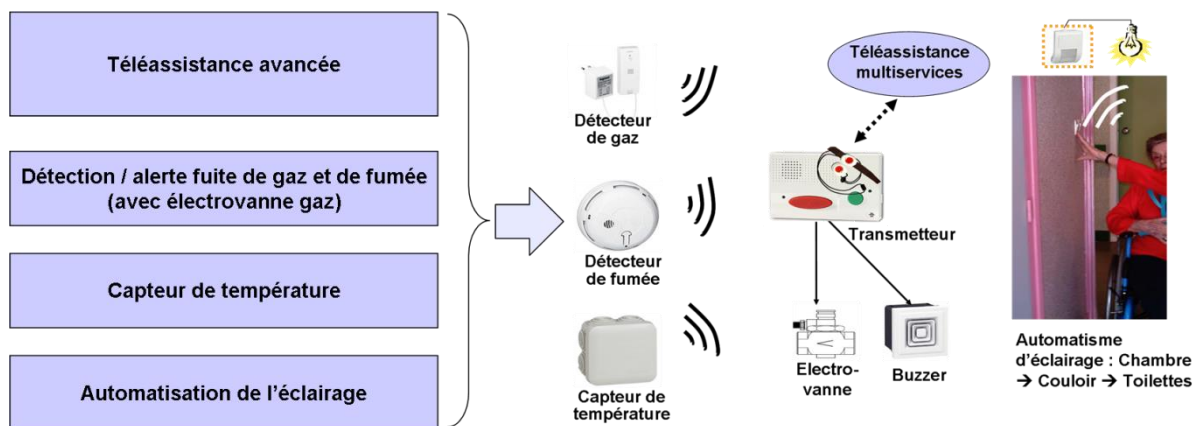 Téléassistance avancée
Détection / alerte fuite de gaz et de fumée
(avec électrovanne gaz)
Capteur de température
Automatisation de l'éclairage
Détecteur
de gaz
Détecteur
de fumée
Capteur de
température
Téléassistance
multiservices
Transmetteur
Electro-
vanne
Buzzer
Automatisme
d'éclairage : Chambre
→ Couloir → Toilettes